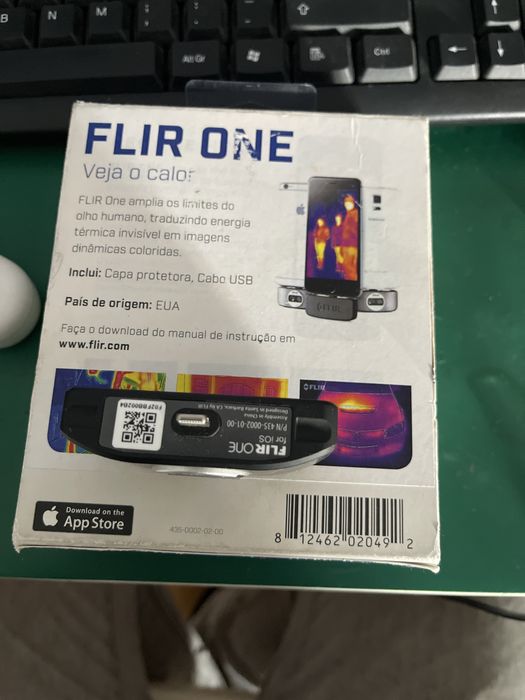 B
N
M
;
:
Alt Gr
Ctrl
FLIR ONE
Veja o calor
FLIR One amplia os limites do
olho humano, traduzindo energia
térmica invisível em imagens
dinâmicas coloridas.
Inclui: Capa protetora, Cabo USB
País de origem: EUA
Faça o download do manual de instrução em
www.flir.com
FLIR
FLIR
F02FBB002B4
FLIR ONE
for iOS
P/N 435-0002-01-00
Designed in Santa Barbara, CA by FLIR
Assembly in China
Download on the
App Store
435-0002-02-00
8 12462 02049 2